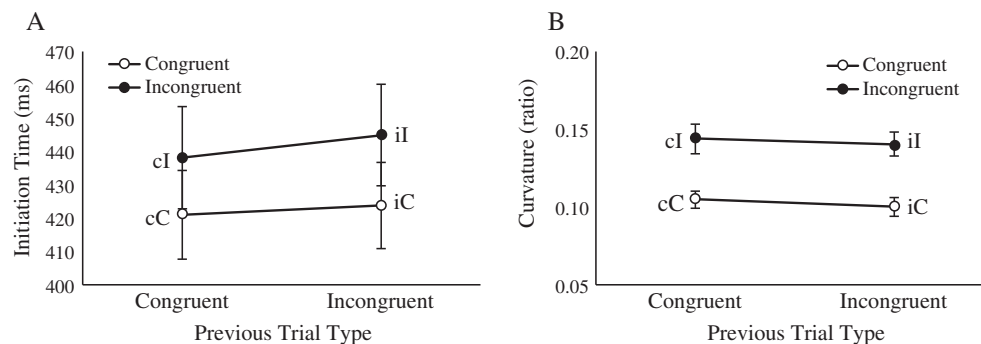 A
Initiation Time (ms)
470
460
450
440
430
420
410
400
Congruent
Incongruent
cI
iI
cC
iC
Congruent Incongruent
Previous Trial Type
B
Curvature (ratio)
0.20
0.15
0.10
0.05
Congruent
Incongruent
cI
iI
cC
iC
Congruent Incongruent
Previous Trial Type